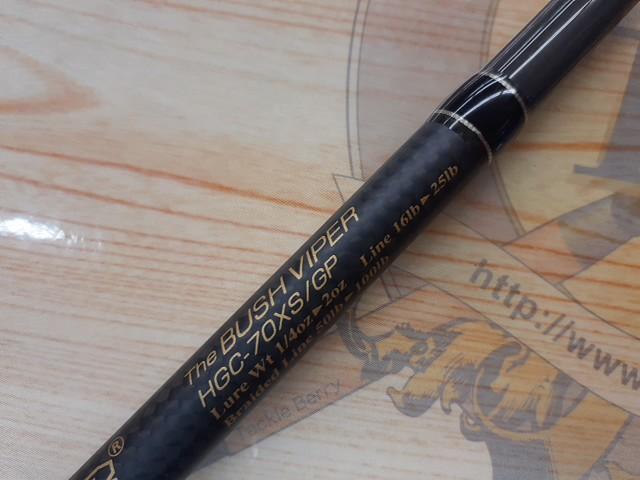 The BUSH VIPER
HGC-70XS/GP
Lure Wt 1/4oz▶2oz Line 16lb▶25lb
Braided Line 50lb▶100lb
®
http://www
Tackle Berry